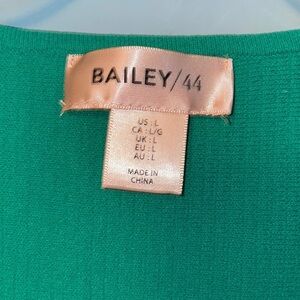 BAILEY/44
US : L
CA : L/G
UK : L
EU : L
AU : L
MADE IN
CHINA